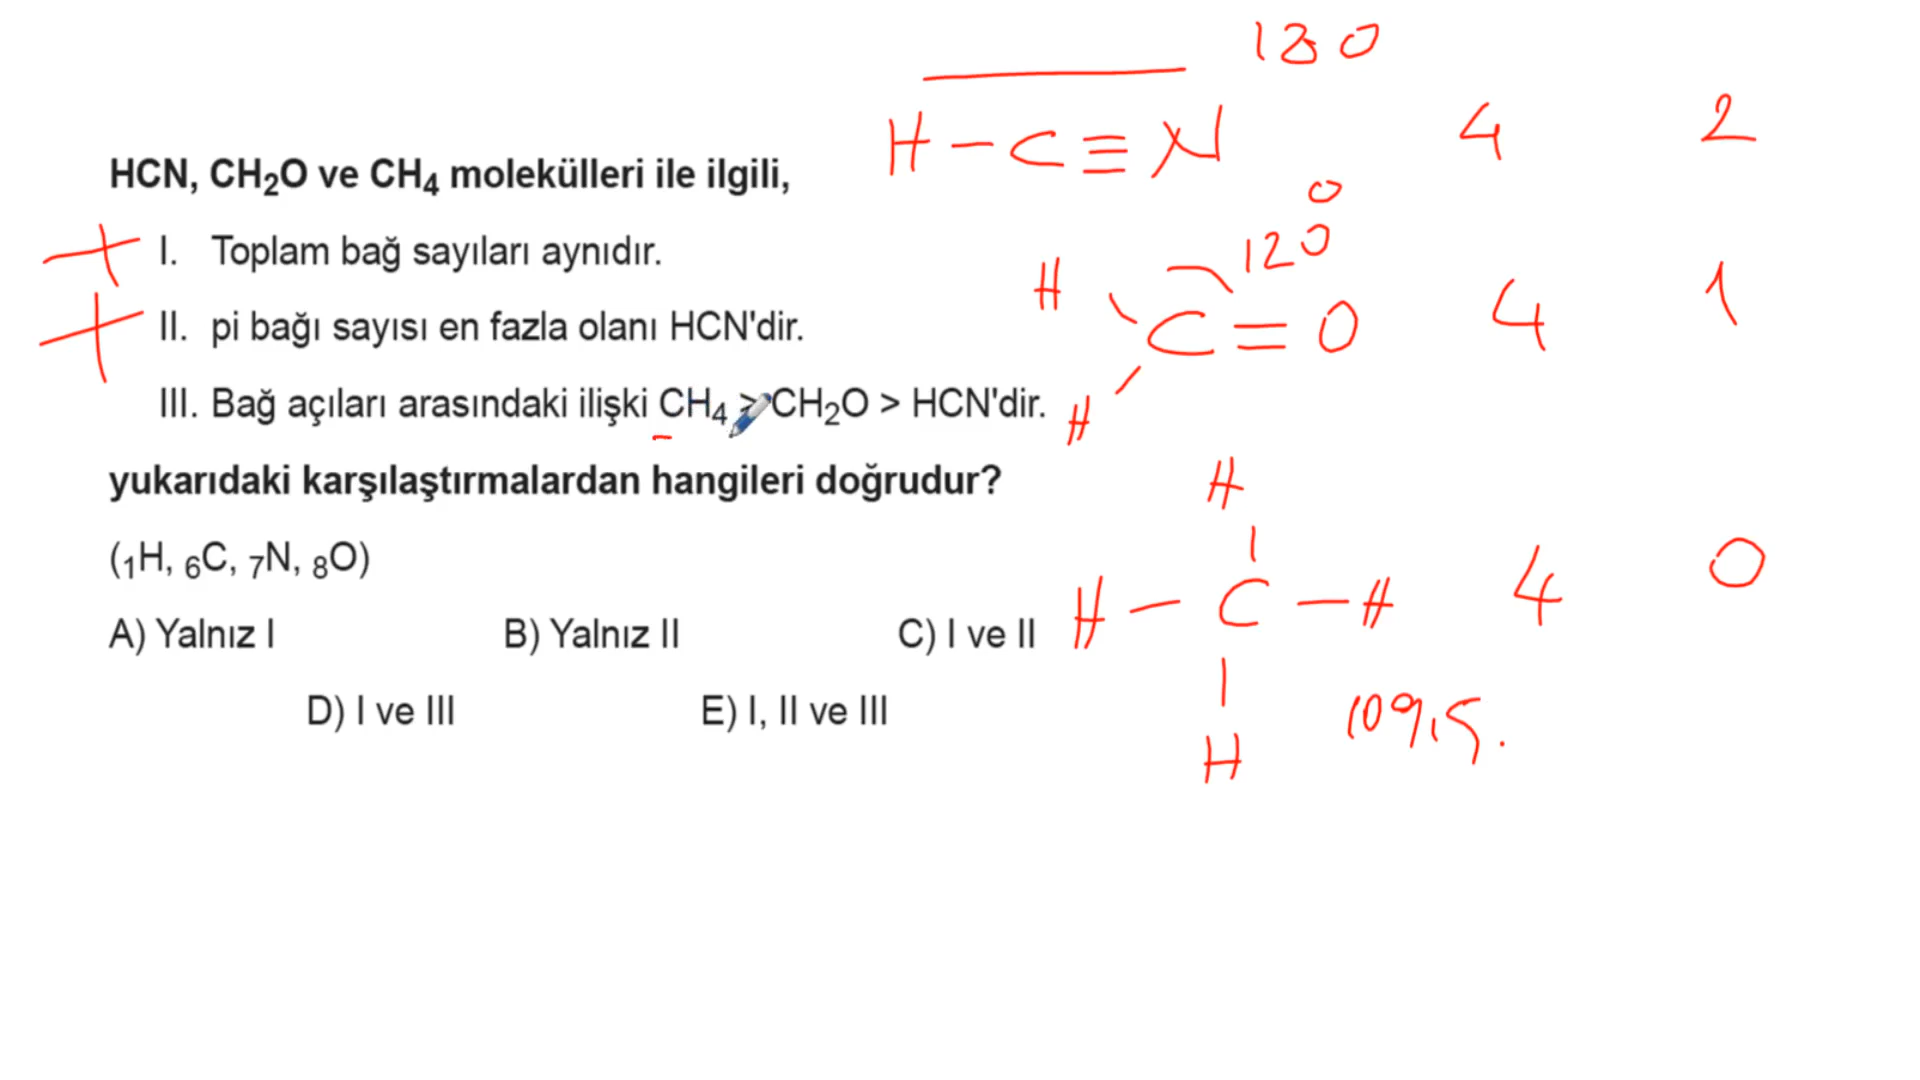 HCN, CH₂O ve CH₄ molekülleri ile ilgili,
I. Toplam bağ sayıları aynıdır.
II. pi bağı sayısı en fazla olanı HCN'dir.
III. Bağ açıları arasındaki ilişki CH₄ > CH₂O > HCN'dir.
yukarıdaki karşılaştırmalardan hangileri doğrudur?
(₁H, ₆C, ₇N, ₈O)
A) Yalnız I B) Yalnız II C) I ve II
D) I ve III E) I, II ve III
180
H - C ≡ N 4 2
o
120
H
C = O 4 1
H
H
H - C - H 4 0
H
109,5.